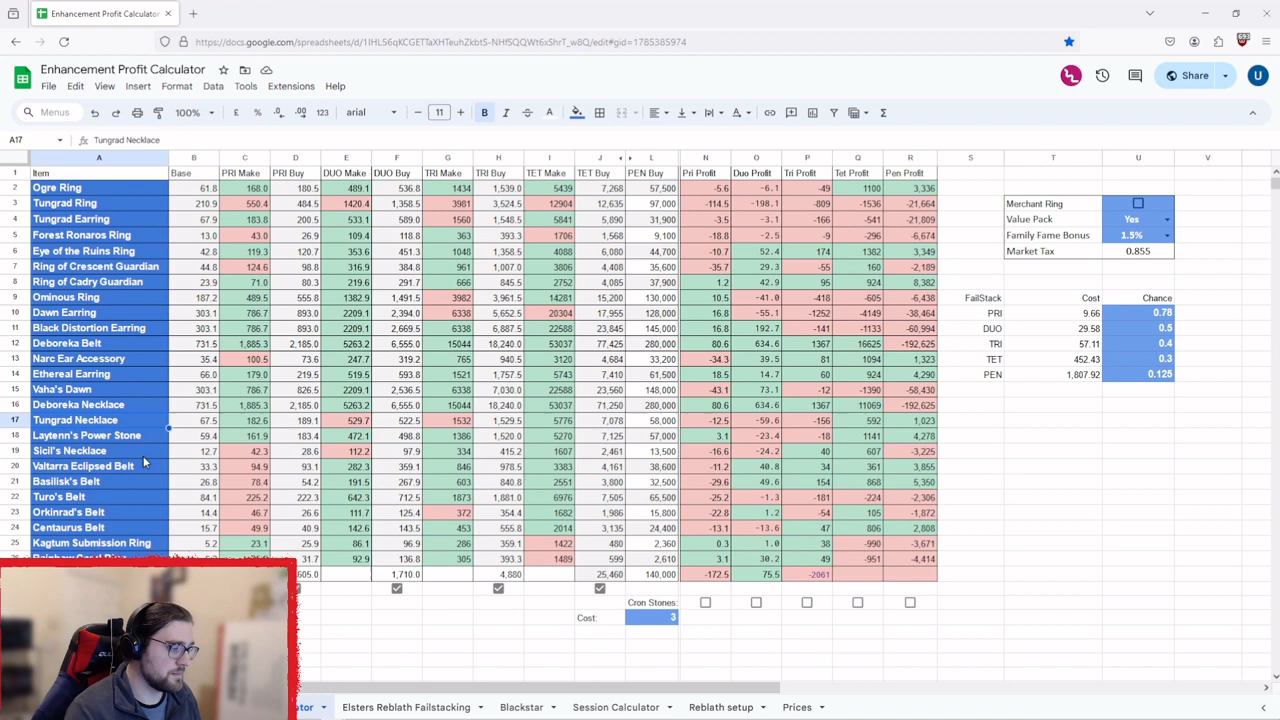 Enhancement Profit Calculator
https://docs.google.com/spreadsheets/d/1IHL56qKCGETTaXHTeuhZkbtS-NHfSQQWt6xShrT_w8Q/edit#gid=1785385974
Enhancement Profit Calculator
File Edit View Insert Format Data Tools Extensions Help
Share U
Menus 100% £ % .0 .00 123 arial 11 B I A
A17 Tungrad Necklace
A B C D E F G H I J L N O P Q R S T U V
1 Item Base PRI Make PRI Buy DUO Make DUO Buy TRI Make TRI Buy TET Make TET Buy PEN Buy Pri Profit Duo Profit Tri Profit Tet Profit Pen Profit
2 Ogre Ring 61.8 168.0 180.5 489.1 536.8 1434 1,539.0 5439 7,268 57,500 -5.6 -6.1 -49 1100 3,336
3 Tungrad Ring 210.9 550.4 484.5 1420.4 1358.5 3981 3,524.5 12904 12,635 97,000 -114.5 -198.1 -809 -1536 -21,664 Merchant Ring
4 Tungrad Earring 67.9 183.8 200.5 533.1 589.0 1560 1,548.5 5841 5,890 31,900 -3.5 -3.1 -166 -541 -21,809 Value Pack Yes
5 Forest Ronaros Ring 13.0 43.0 26.9 109.4 118.8 363 393.3 1706 1,568 9,100 -18.8 -2.5 -9 -296 -6,674 Family Fame Bonus 1.5%
6 Eye of the Ruins Ring 42.8 119.3 120.7 353.6 451.3 1048 1,358.5 4088 6,080 44,700 -10.7 52.4 174 1382 3,349 Market Tax 0.855
7 Ring of Crescent Guardian 44.8 124.6 98.8 316.9 384.8 961 1,007.0 3806 4,408 35,600 -35.7 29.3 -55 160 -2,189
8 Ring of Cadry Guardian 23.9 71.0 80.3 219.6 291.7 666 845.5 2752 4,085 37,900 1.2 42.9 95 924 8,382
9 Ominous Ring 187.2 489.5 555.8 1382.9 1,491.5 3982 3,961.5 14281 15,200 130,000 10.5 -41.0 -418 -605 -6,438 FailStack Cost Chance
10 Dawn Earring 303.1 786.7 826.5 2209.1 2,394.0 6338 5,652.5 20304 17,955 128,000 16.8 -55.1 -1252 -4149 -38,464 PRI 9.66 0.78
11 Black Distortion Earring 303.1 786.7 826.5 2209.1 2,669.5 6338 6,887.5 22588 23,845 145,000 16.8 192.7 -141 -1133 -60,994 DUO 29.58 0.5
12 Deboreka Belt 731.5 1,885.3 2,185.0 5263.2 6,555.0 15044 18,240.0 53037 77,425 280,000 80.6 634.6 1367 16625 -192,625 TRI 57.11 0.4
13 Narc Ear Accessory 35.4 100.5 73.6 247.7 319.2 765 940.5 3120 4,684 33,200 -34.3 39.5 81 1094 1,323 TET 452.43 0.3
14 Ethereal Earring 66.0 179.0 216.5 519.5 593.8 1521 1,757.5 5743 7,410 61,500 18.5 14.7 60 924 4,290 PEN 1,807.92 0.125
15 Vaha's Dawn 303.1 786.7 826.5 2209.1 2,536.5 6338 7,030.0 22588 23,560 148,000 -43.1 73.1 -12 -1390 -58,430
16 Deboreka Necklace 731.5 1,885.3 2,185.0 5263.2 6,555.0 15044 18,240.0 53037 71,250 280,000 80.6 634.6 1367 11069 -192,625
17 Tungrad Necklace 67.5 182.6 189.1 529.7 522.5 1532 1,529.5 5776 7,078 58,000 -12.5 -59.6 -156 592 1,023
18 Laytenn's Power Stone 59.4 161.9 183.4 472.1 498.8 1386 1,520.0 5270 7,125 57,000 3.1 -23.4 -18 1141 4,278
19 Sicil's Necklace 12.7 42.3 28.6 112.2 97.9 334 415.2 1607 2,461 13,500 -16.6 -24.2 40 607 -3,225
20 Valtarra Eclipsed Belt 33.3 94.9 93.1 282.3 359.1 846 978.5 3383 4,161 38,600 -11.2 40.8 34 361 3,855
21 Basilisk's Belt 26.8 78.4 54.2 191.5 267.9 603 840.8 2551 3,800 32,500 -29.6 49.6 154 868 5,350
22 Turo's Belt 84.1 225.2 222.3 642.3 712.5 1873 1,881.0 6976 7,505 65,500 -25.2 -1.3 -181 -224 -2,306
23 Orkinrad's Belt 14.4 46.7 26.6 111.7 125.4 372 354.4 1682 1,986 15,800 -22.8 1.2 -54 105 -1,872
24 Centaurus Belt 15.7 49.9 40.9 142.6 143.5 453 555.8 2014 3,135 24,400 -13.1 -13.6 47 806 2,808
25 Kagtum Submission Ring 5.2 23.1 25.9 86.1 96.9 286 359.1 1422 480 2,360 0.3 1.0 38 -990 -3,671
31.7 92.9 136.8 305 393.3 1489 599 2,610 3.1 30.2 49 -951 -4,414
605.0 1,710.0 4,880 25,460 140,000 -172.5 75.5 -2061
Cron Stones:
Cost: 3
Elsters Reblath Failstacking Blackstar Session Calculator Reblath setup Prices